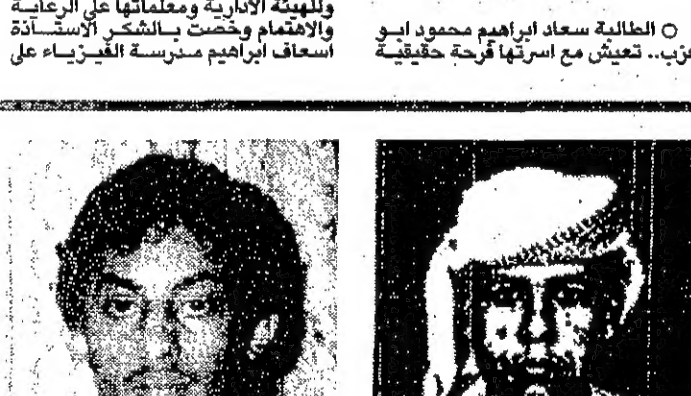 ○ الطالبة سعاد ابراهيم محمود ابو
عزب.. تعيش مع اسرتها فرحة حقيقية
وللهيئة الادارية ومعلماتها على الرعاية
والاهتمام وخصت بالشكر الاستاذة
اسعاف ابراهيم مدرسة الفيزياء على